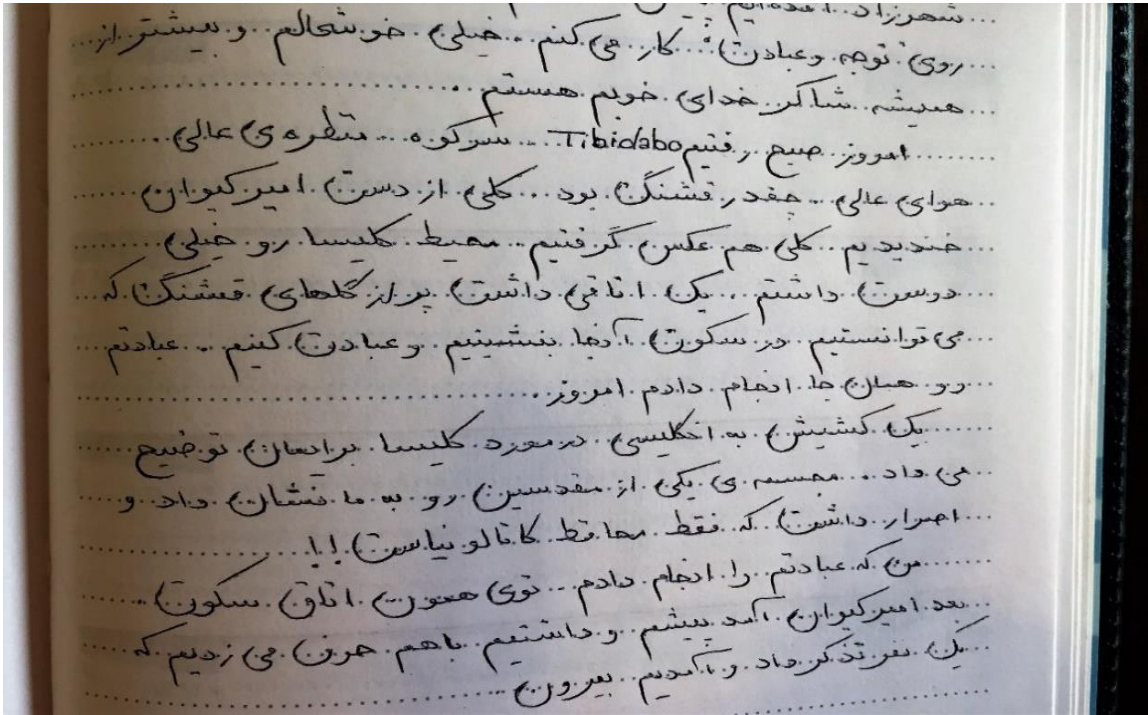 شهرزاد آمده‌ایم
روی توجه و عبادت کار می کنم .. خیلی خوشحالم و بیشتر از
همیشه شاکر خدای خوبم هستم
امروز صبح رفتیم Tibidabo ... سر کوه .. منظره ی عالی
هوای عالی .. چقدر قشنگ بود ... کلی از دست امیرکیوان
خندیدیم .. کلی هم عکس گرفتیم .. محیط کلیسا رو خیلی
دوست داشتم ... یک اتاقی داشت پر از گلهای قشنگ که
می توانستیم در سکوت آنجا بنشینیم و عبادت کنیم .. عبادتم
رو همان جا انجام دادم امروز
یک کشیش به انگلیسی در مورد کلیسا برایمان توضیح
می داد .. مجسمه ی یکی از مقدسین رو به ما نشان داد و
اصرار داشت که فقط محافظ کاتالونیاست !!
من که عبادتم را انجام دادم ... توی همون اتاق سکوت
بعد امیرکیوان آمد پیشم و داشتیم باهم حرف می زدیم که
یک نفر تذکر داد و آمدیم بیرون